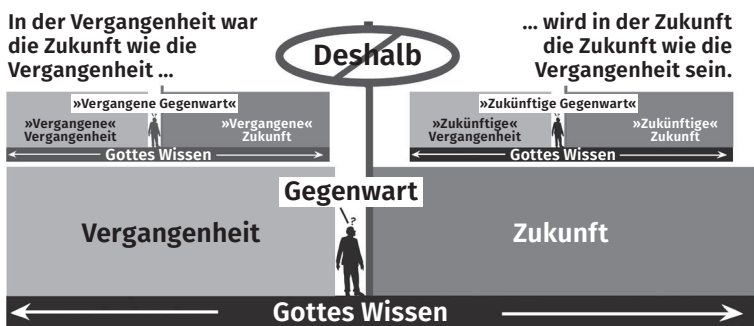 In der Vergangenheit war
die Zukunft wie die
Vergangenheit ...
Deshalb
... wird in der Zukunft
die Zukunft wie die
Vergangenheit sein.
»Vergangene Gegenwart«
»Vergangene«
Vergangenheit
»Vergangene«
Zukunft
Gottes Wissen
»Zukünftige Gegenwart«
»Zukünftige«
Vergangenheit
»Zukünftige«
Zukunft
Gottes Wissen
Gegenwart
?
Vergangenheit
Zukunft
Gottes Wissen